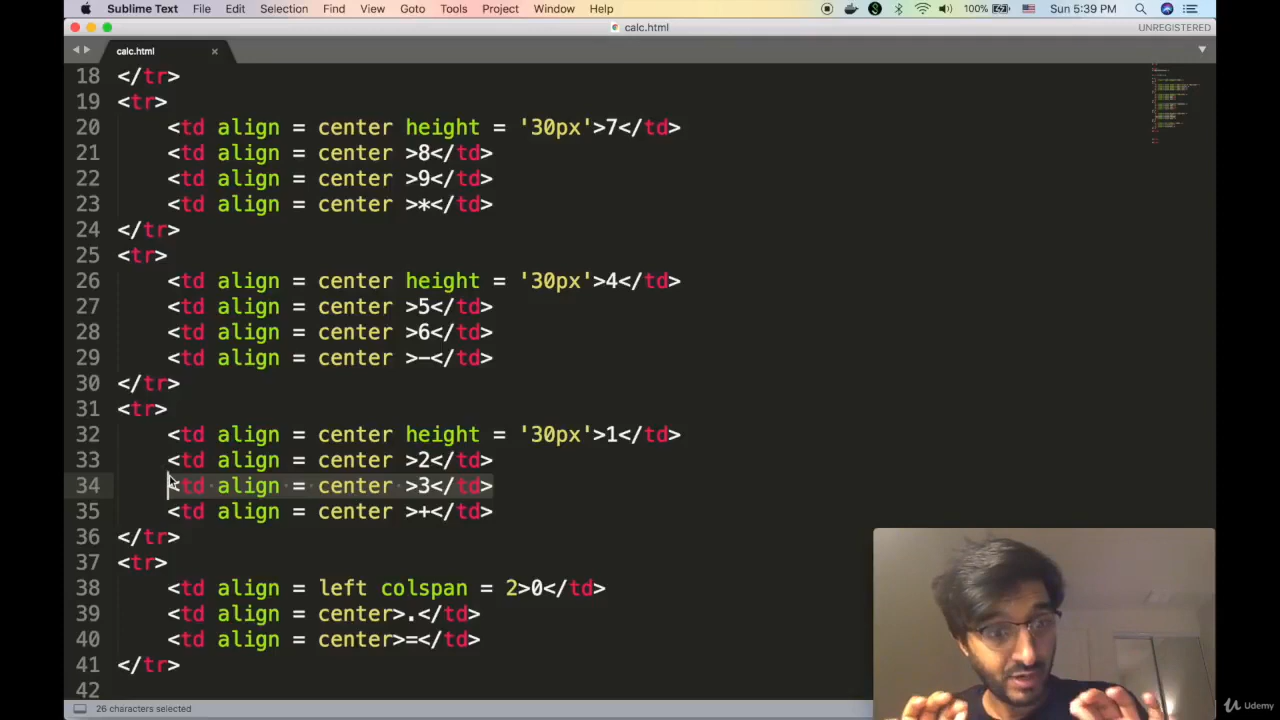 Sublime Text File Edit Selection Find View Goto Tools Project Window Help 100% Sun 5:39 PM
calc.html UNREGISTERED
calc.html ×
18 </tr>
19 <tr>
20 <td align = center height = '30px'>7</td>
21 <td align = center >8</td>
22 <td align = center >9</td>
23 <td align = center >*</td>
24 </tr>
25 <tr>
26 <td align = center height = '30px'>4</td>
27 <td align = center >5</td>
28 <td align = center >6</td>
29 <td align = center >-</td>
30 </tr>
31 <tr>
32 <td align = center height = '30px'>1</td>
33 <td align = center >2</td>
34 <td align = center >3</td>
35 <td align = center >+</td>
36 </tr>
37 <tr>
38 <td align = left colspan = 2>0</td>
39 <td align = center>.</td>
40 <td align = center>=</td>
41 </tr>
42
26 characters selected
Udemy